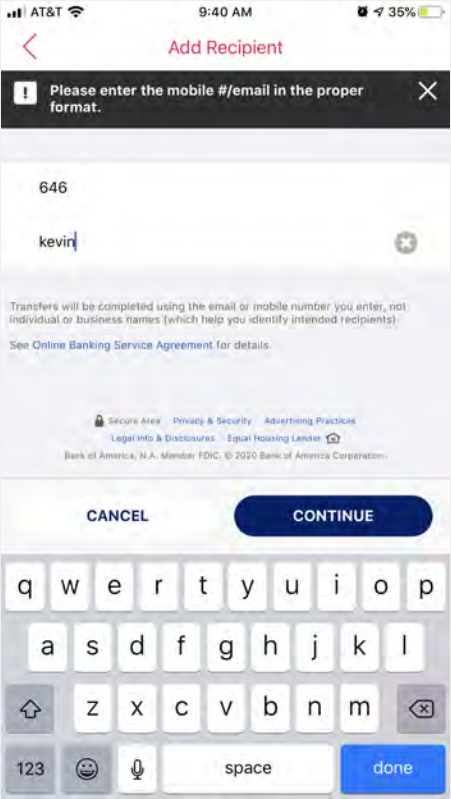 AT&T 9:40 AM 35%
Add Recipient
! Please enter the mobile #/email in the proper
format.
646
kevin
Transfers will be completed using the email or mobile number you enter, not
individual or business names (which help you identify intended recipients).
See Online Banking Service Agreement for details.
Secure Area Privacy & Security Advertising Practices
Legal Info & Disclosures Equal Housing Lender
Bank of America, N.A. Member FDIC. © 2020 Bank of America Corporation.
CANCEL CONTINUE
q w e r t y u i o p
a s d f g h j k l
z x c v b n m
123 space done